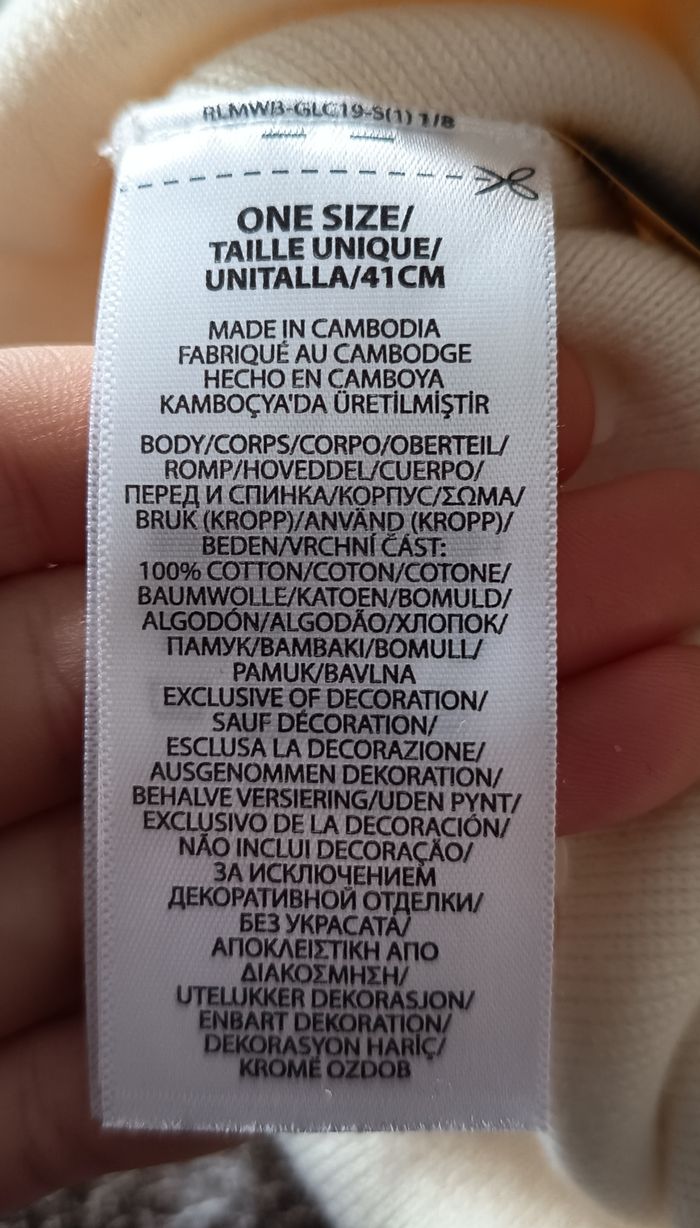 RLMWB-GLC19-S(1) 1/8
ONE SIZE/
TAILLE UNIQUE/
UNITALLA/41CM
MADE IN CAMBODIA
FABRIQUÉ AU CAMBODGE
HECHO EN CAMBOYA
KAMBOÇYA'DA ÜRETİLMİŞTİR
BODY/CORPS/CORPO/OBERTEIL/
ROMP/HOVEDDEL/CUERPO/
ПЕРЕД И СПИНКА/КОРПУС/ΣΩΜΑ/
BRUK (KROPP)/ANVÄND (KROPP)/
BEDEN/VRCHNÍ ČÁST:
100% COTTON/COTON/COTONE/
BAUMWOLLE/KATOEN/BOMULD/
ALGODÓN/ALGODÃO/ХЛОПОК/
ПАМУК/ΒΑΜΒΑΚΙ/BOMULL/
PAMUK/BAVLNA
EXCLUSIVE OF DECORATION/
SAUF DÉCORATION/
ESCLUSA LA DECORAZIONE/
AUSGENOMMEN DEKORATION/
BEHALVE VERSIERING/UDEN PYNT/
EXCLUSIVO DE LA DECORACIÓN/
NÃO INCLUI DECORAÇÃO/
ЗА ИСКЛЮЧЕНИЕМ
ДЕКОРАТИВНОЙ ОТДЕЛКИ/
БЕЗ УКРАСАТА/
ΑΠΟΚΛΕΙΣΤΙΚΗ ΑΠΟ
ΔΙΑΚΟΣΜΗΣΗ/
UTELUKKER DEKORASJON/
ENBART DEKORATION/
DEKORASYON HARİÇ/
KROMĚ OZDOB